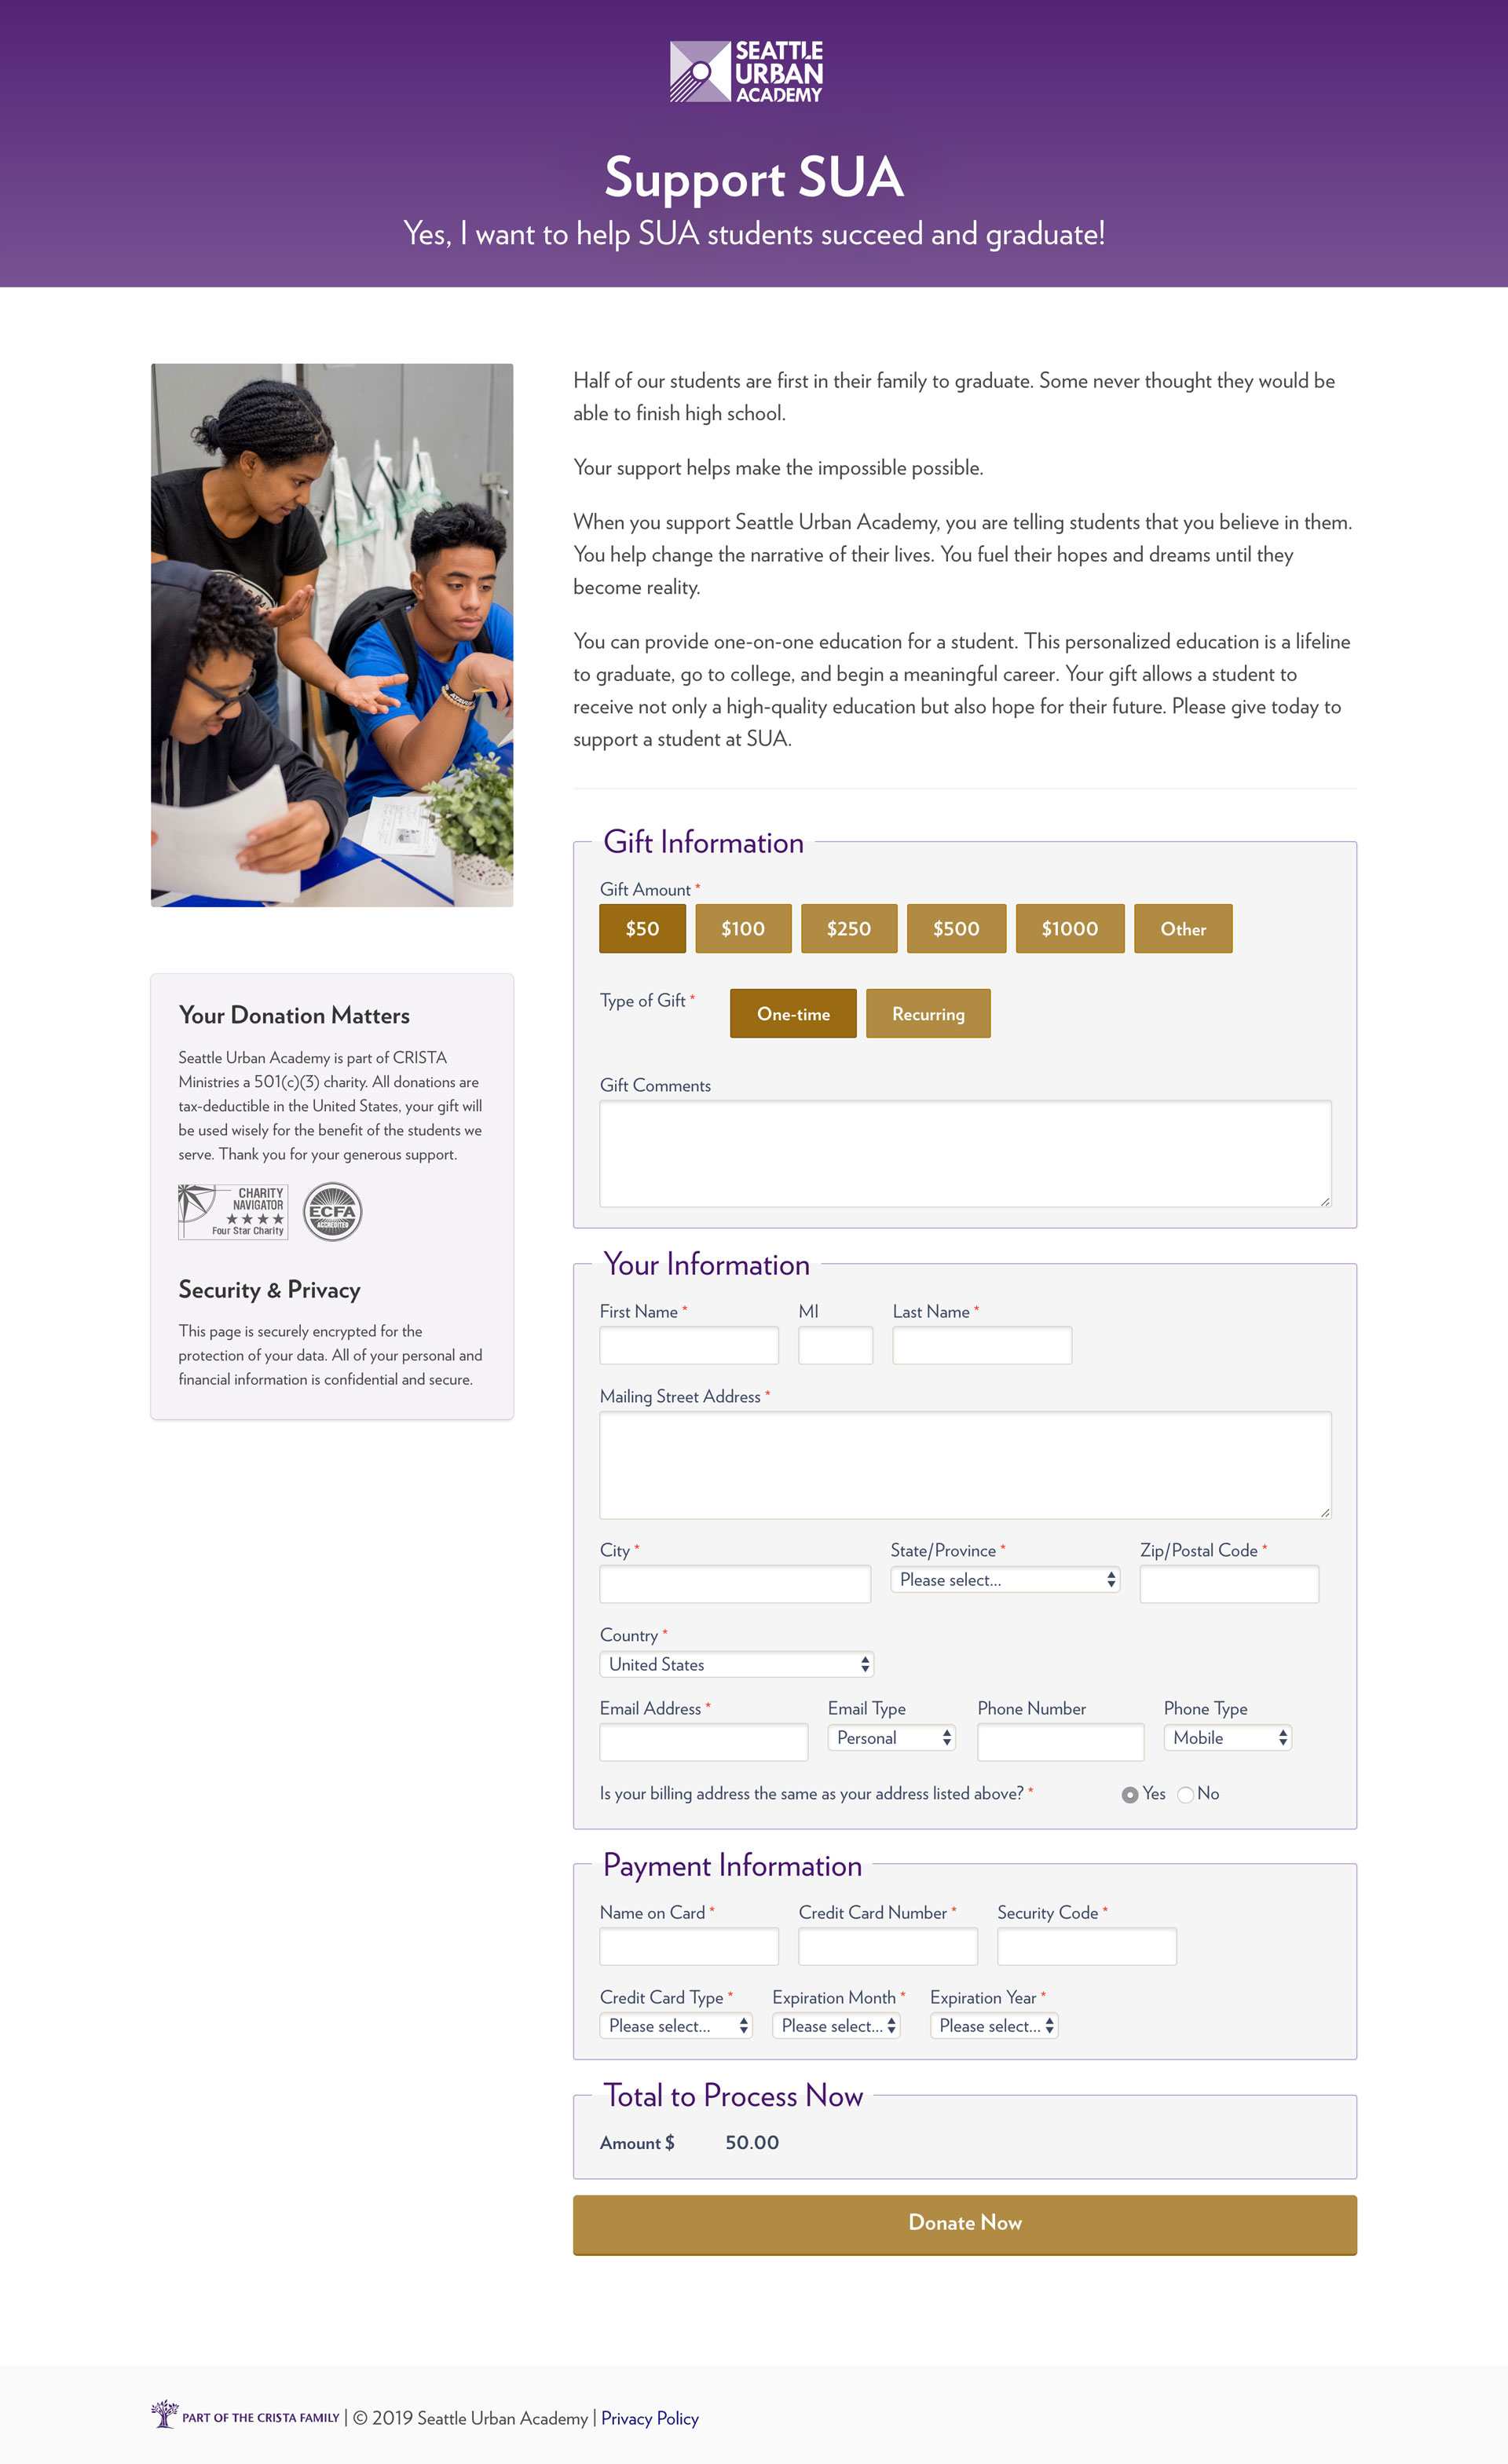 SEATTLE
URBAN
ACADEMY
Support SUA
Yes, I want to help SUA students succeed and graduate!
Half of our students are first in their family to graduate. Some never thought they would be
able to finish high school.
Your support helps make the impossible possible.
When you support Seattle Urban Academy, you are telling students that you believe in them.
You help change the narrative of their lives. You fuel their hopes and dreams until they
become reality.
You can provide one-on-one education for a student. This personalized education is a lifeline
to graduate, go to college, and begin a meaningful career. Your gift allows a student to
receive not only a high-quality education but also hope for their future. Please give today to
support a student at SUA.
Your Donation Matters
Seattle Urban Academy is part of CRISTA
Ministries a 501(c)(3) charity. All donations are
tax-deductible in the United States, your gift will
be used wisely for the benefit of the students we
serve. Thank you for your generous support.
CHARITY
NAVIGATOR
★★★★
Four Star Charity
ECFA
ACCREDITED
Security & Privacy
This page is securely encrypted for the
protection of your data. All of your personal and
financial information is confidential and secure.
Gift Information
Gift Amount *
$50 $100 $250 $500 $1000 Other
Type of Gift * One-time Recurring
Gift Comments
Your Information
First Name * MI Last Name *
Mailing Street Address *
City * State/Province * Zip/Postal Code *
Please select...
Country *
United States
Email Address * Email Type Phone Number Phone Type
Personal Mobile
Is your billing address the same as your address listed above? * Yes No
Payment Information
Name on Card * Credit Card Number * Security Code *
Credit Card Type * Expiration Month * Expiration Year *
Please select... Please select... Please select...
Total to Process Now
Amount $ 50.00
Donate Now
PART OF THE CRISTA FAMILY | © 2019 Seattle Urban Academy | Privacy Policy